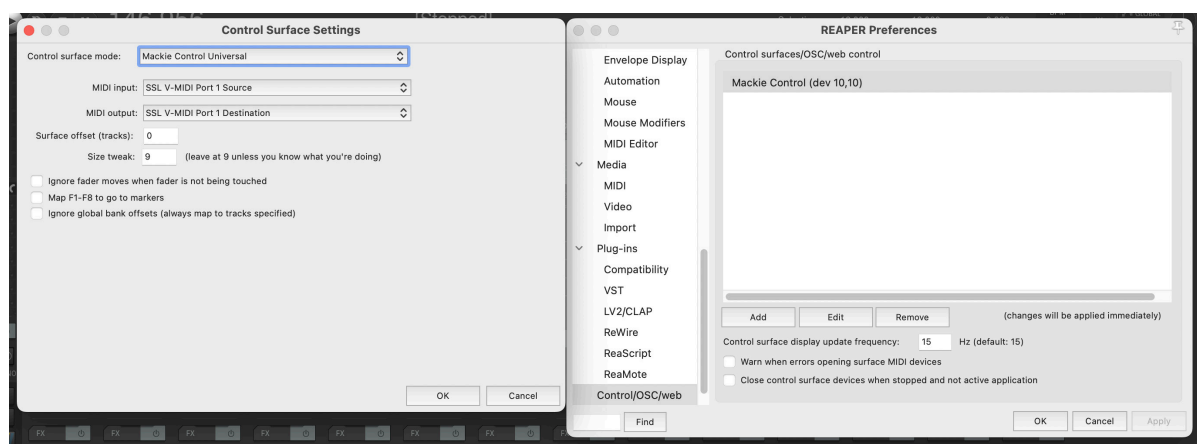 146.956
[Stopped]
Control Surface Settings
Control surface mode: Mackie Control Universal
MIDI input: SSL V-MIDI Port 1 Source
MIDI output: SSL V-MIDI Port 1 Destination
Surface offset (tracks): 0
Size tweak: 9 (leave at 9 unless you know what you're doing)
Ignore fader moves when fader is not being touched
Map F1-F8 to go to markers
Ignore global bank offsets (always map to tracks specified)
OK Cancel
REAPER Preferences
Envelope Display
Automation
Mouse
Mouse Modifiers
MIDI Editor
Media
MIDI
Video
Import
Plug-ins
Compatibility
VST
LV2/CLAP
ReWire
ReaScript
ReaMote
Control/OSC/web
Find
Control surfaces/OSC/web control
Mackie Control (dev 10,10)
Add Edit Remove (changes will be applied immediately)
Control surface display update frequency: 15 Hz (default: 15)
Warn when errors opening surface MIDI devices
Close control surface devices when stopped and not active application
OK Cancel Apply
FX FX FX FX FX FX FX